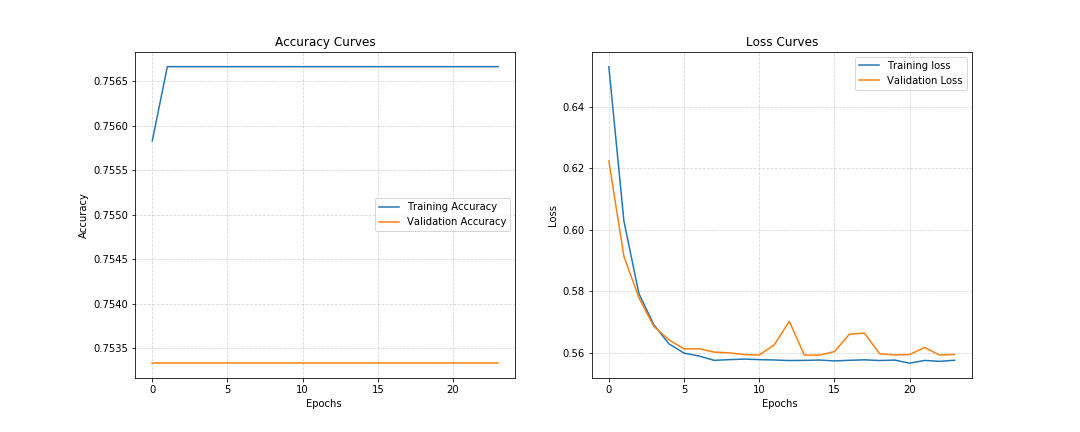 Accuracy Curves
0.7565
0.7560
0.7555
0.7550
0.7545
0.7540
0.7535
Accuracy
Training Accuracy
Validation Accuracy
0 5 10 15 20
Epochs
Loss Curves
0.64
0.62
0.60
0.58
0.56
Loss
Training loss
Validation Loss
0 5 10 15 20
Epochs